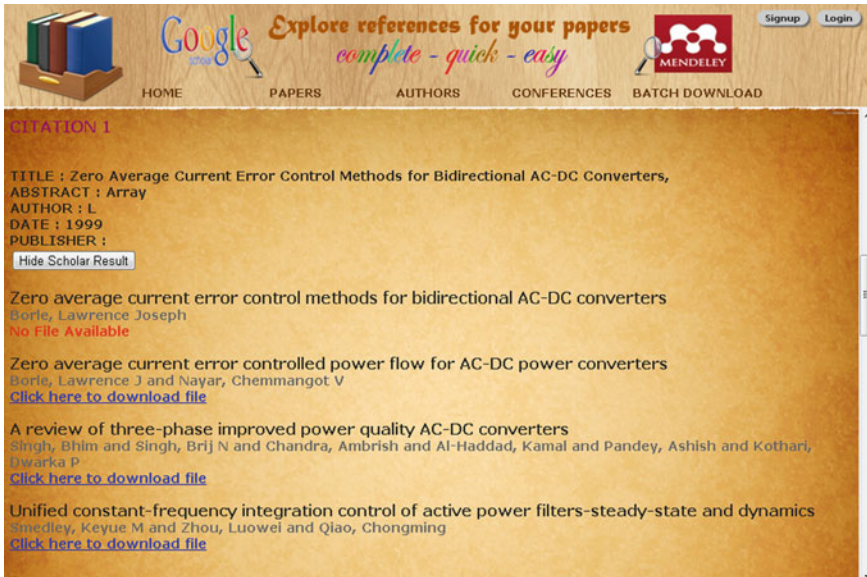 Google
scholar
Explore references for your papers
complete - quick - easy
MENDELEY
Signup
Login
HOME
PAPERS
AUTHORS
CONFERENCES
BATCH DOWNLOAD
CITATION 1
TITLE : Zero Average Current Error Control Methods for Bidirectional AC-DC Converters,
ABSTRACT : Array
AUTHOR : L
DATE : 1999
PUBLISHER :
Hide Scholar Result
Zero average current error control methods for bidirectional AC-DC converters
Borle, Lawrence Joseph
No File Available
Zero average current error controlled power flow for AC-DC power converters
Borle, Lawrence J and Nayar, Chemmangot V
Click here to download file
A review of three-phase improved power quality AC-DC converters
Singh, Bhim and Singh, Brij N and Chandra, Ambrish and Al-Haddad, Kamal and Pandey, Ashish and Kothari,
Dwarka P
Click here to download file
Unified constant-frequency integration control of active power filters-steady-state and dynamics
Smedley, Keyue M and Zhou, Luowei and Qiao, Chongming
Click here to download file